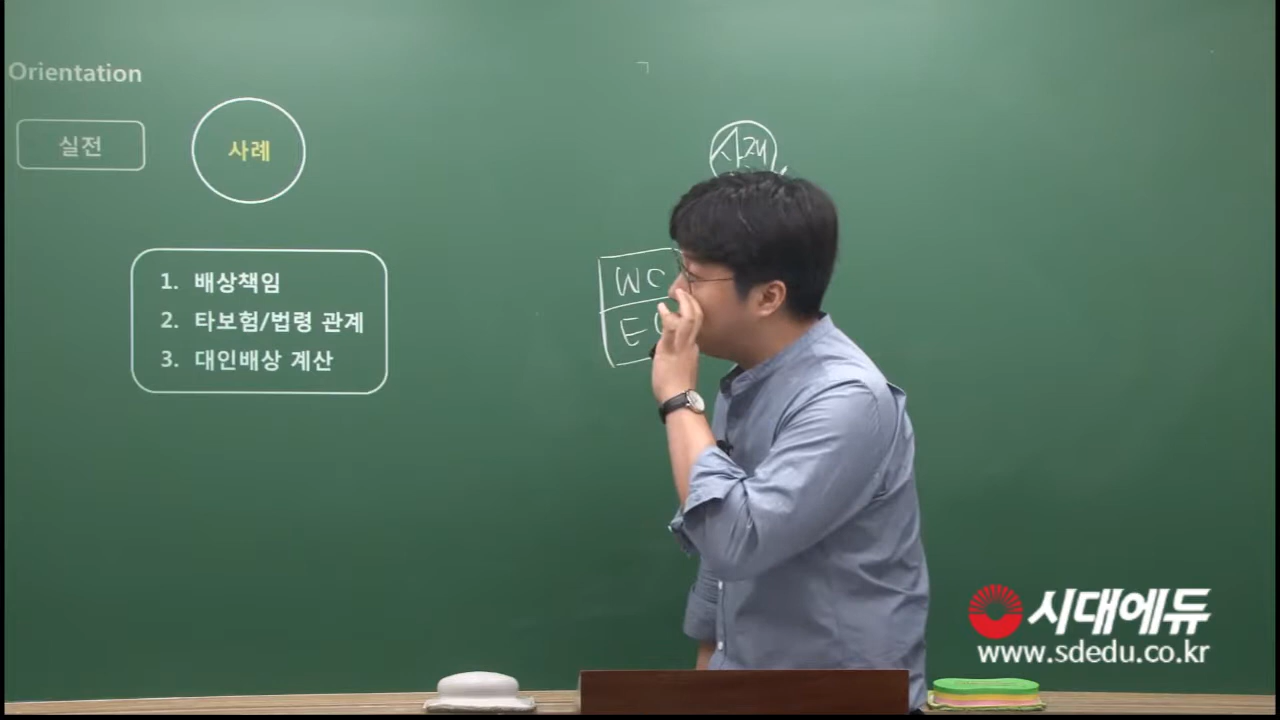 Orientation
실전
사례
1. 배상책임
2. 타보험/법령 관계
3. 대인배상 계산
WC
E
시대에듀
www.sdedu.co.kr